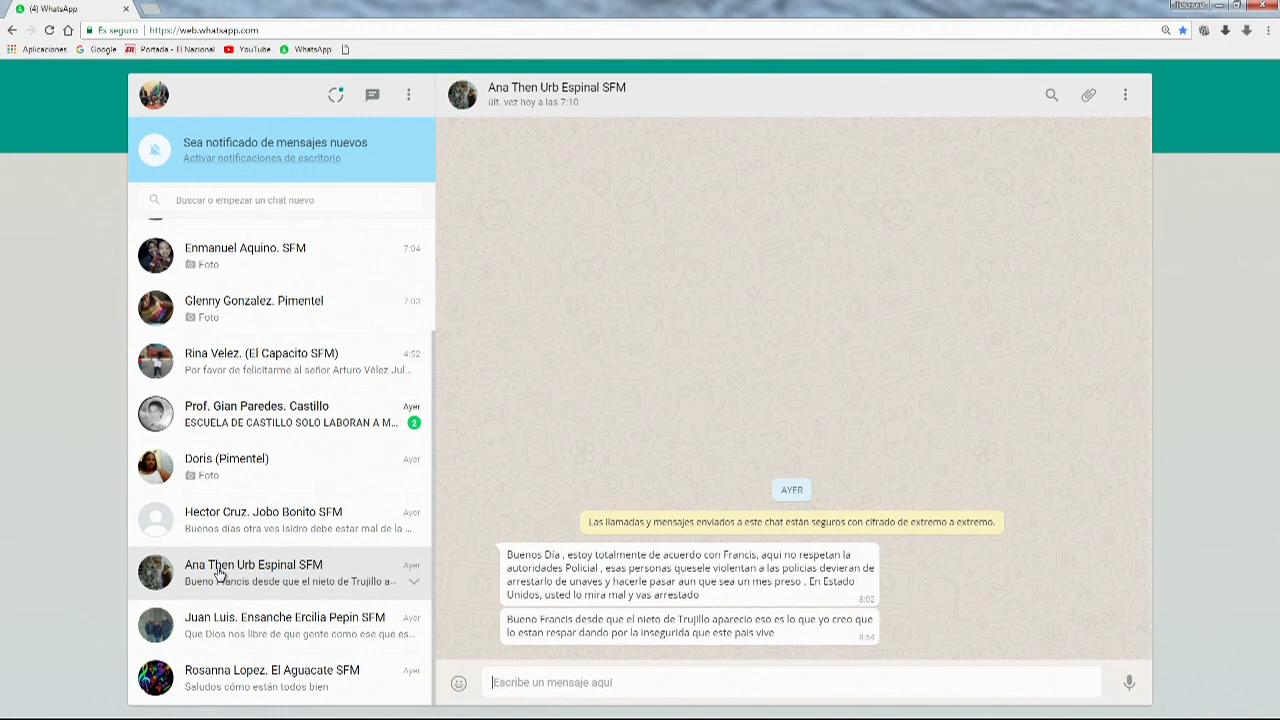 (4) WhatsApp
Telenord
Es seguro
https://web.whatsapp.com
Aplicaciones
Google
Portada - El Nacional
YouTube
WhatsApp
Sea notificado de mensajes nuevos
Activar notificaciones de escritorio
Buscar o empezar un chat nuevo
Enmanuel Aquino. SFM
7:04
Foto
Glenny Gonzalez. Pimentel
7:03
Foto
Rina Velez. (El Capacito SFM)
4:52
Por favor de felicitarme al señor Arturo Vélez Jul...
Prof. Gian Paredes. Castillo
Ayer
ESCUELA DE CASTILLO SOLO LABORAN A M...
2
Doris (Pimentel)
Ayer
Foto
Hector Cruz. Jobo Bonito SFM
Ayer
Buenos días otra ves Isidro debe estar mal de la ...
Ana Then Urb Espinal SFM
Ayer
Bueno Francis desde que el nieto de Trujillo a...
Juan Luis. Ensanche Ercilia Pepin SFM
Ayer
Que Dios nos libre de que gente como ese que es...
Rosanna Lopez. El Aguacate SFM
Ayer
Saludos cómo están todos bien
Ana Then Urb Espinal SFM
últ. vez hoy a las 7:10
AYER
Las llamadas y mensajes enviados a este chat están seguros con cifrado de extremo a extremo.
Buenos Día , estoy totalmente de acuerdo con Francis, aqui no respetan la
autoridades Policial , esas personas quesele violentan a las policias devieran de
arrestarlo de unaves y hacerle pasar aun que sea un mes preso . En Estado
Unidos, usted lo mira mal y vas arrestado
8:02
Bueno Francis desde que el nieto de Trujillo aparecio eso es lo que yo creo que
lo estan respar dando por la insegurida que este pais vive
8:54
Escribe un mensaje aquí